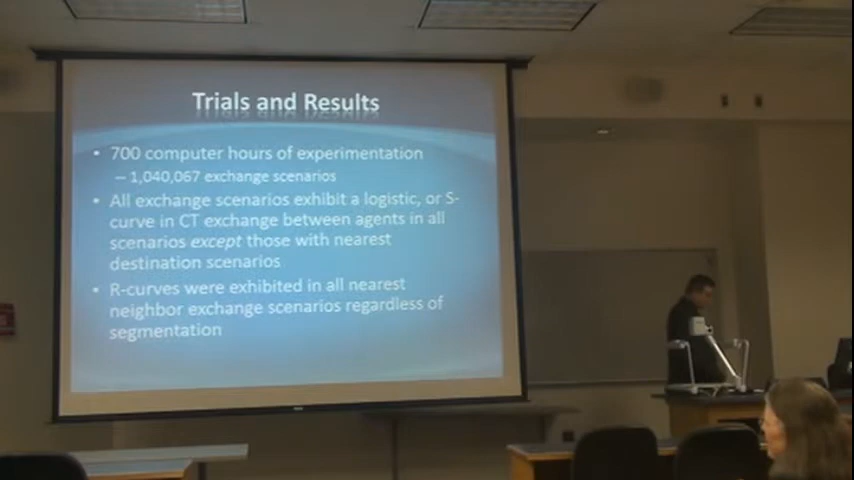 Trials and Results
• 700 computer hours of experimentation
– 1,040,067 exchange scenarios
• All exchange scenarios exhibit a logistic, or S-
curve in CT exchange between agents in all
scenarios except those with nearest
destination scenarios
• R-curves were exhibited in all nearest
neighbor exchange scenarios regardless of
segmentation